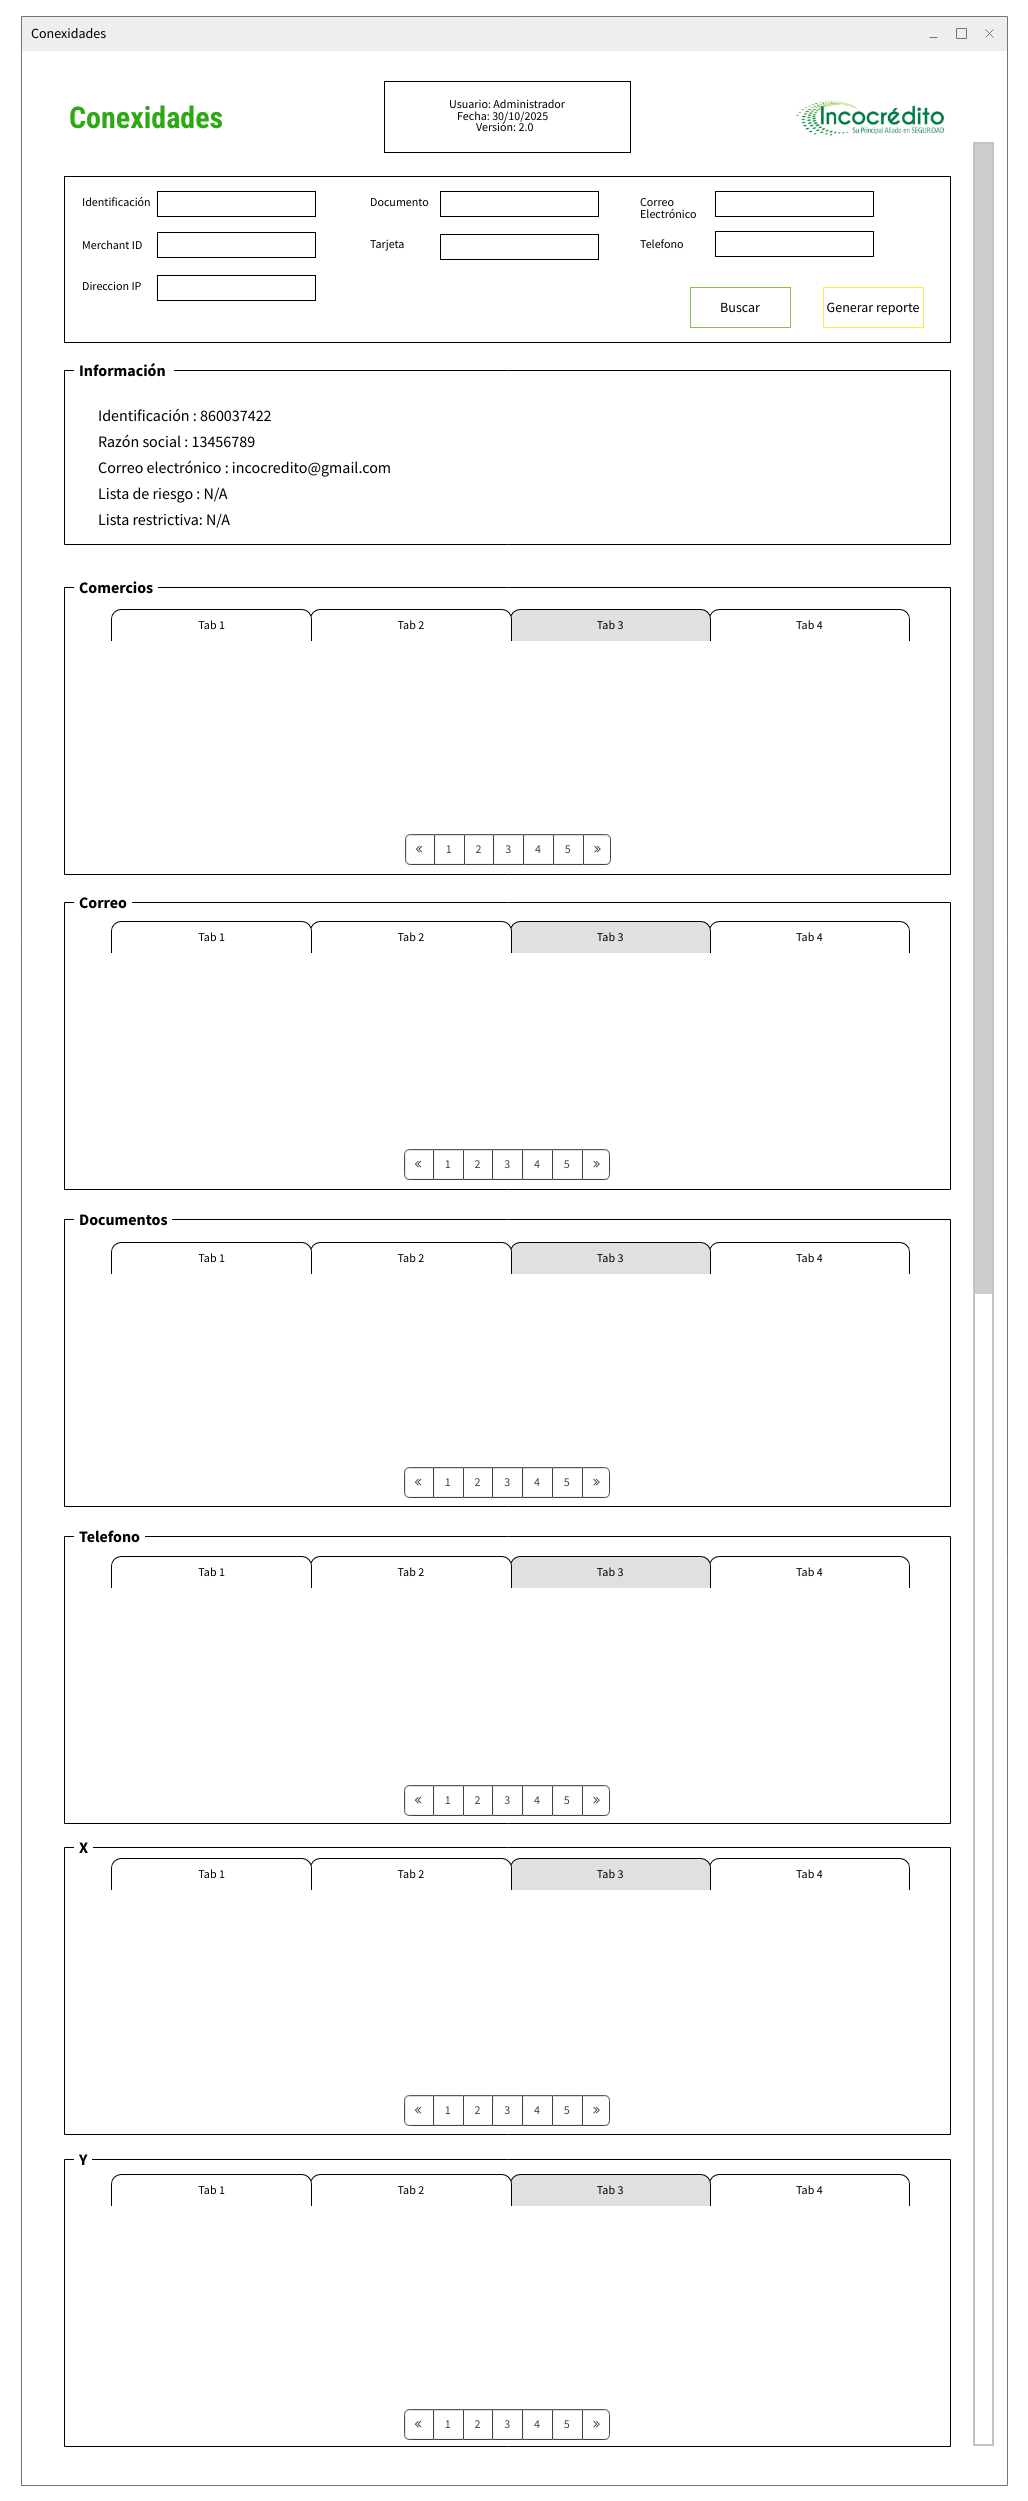 Conexidades
Conexidades
Usuario: Administrador
Fecha: 30/10/2025
Versión: 2.0
Incocrédito
Su Principal Aliado en SEGURIDAD
Identificación
Documento
Correo
Electrónico
Merchant ID
Tarjeta
Telefono
Direccion IP
Buscar
Generar reporte
Información
Identificación : 860037422
Razón social : 13456789
Correo electrónico : incocredito@gmail.com
Lista de riesgo : N/A
Lista restrictiva: N/A
Comercios
Tab 1 Tab 2 Tab 3 Tab 4
« 1 2 3 4 5 »
Correo
Tab 1 Tab 2 Tab 3 Tab 4
« 1 2 3 4 5 »
Documentos
Tab 1 Tab 2 Tab 3 Tab 4
« 1 2 3 4 5 »
Telefono
Tab 1 Tab 2 Tab 3 Tab 4
« 1 2 3 4 5 »
X
Tab 1 Tab 2 Tab 3 Tab 4
« 1 2 3 4 5 »
Y
Tab 1 Tab 2 Tab 3 Tab 4
« 1 2 3 4 5 »